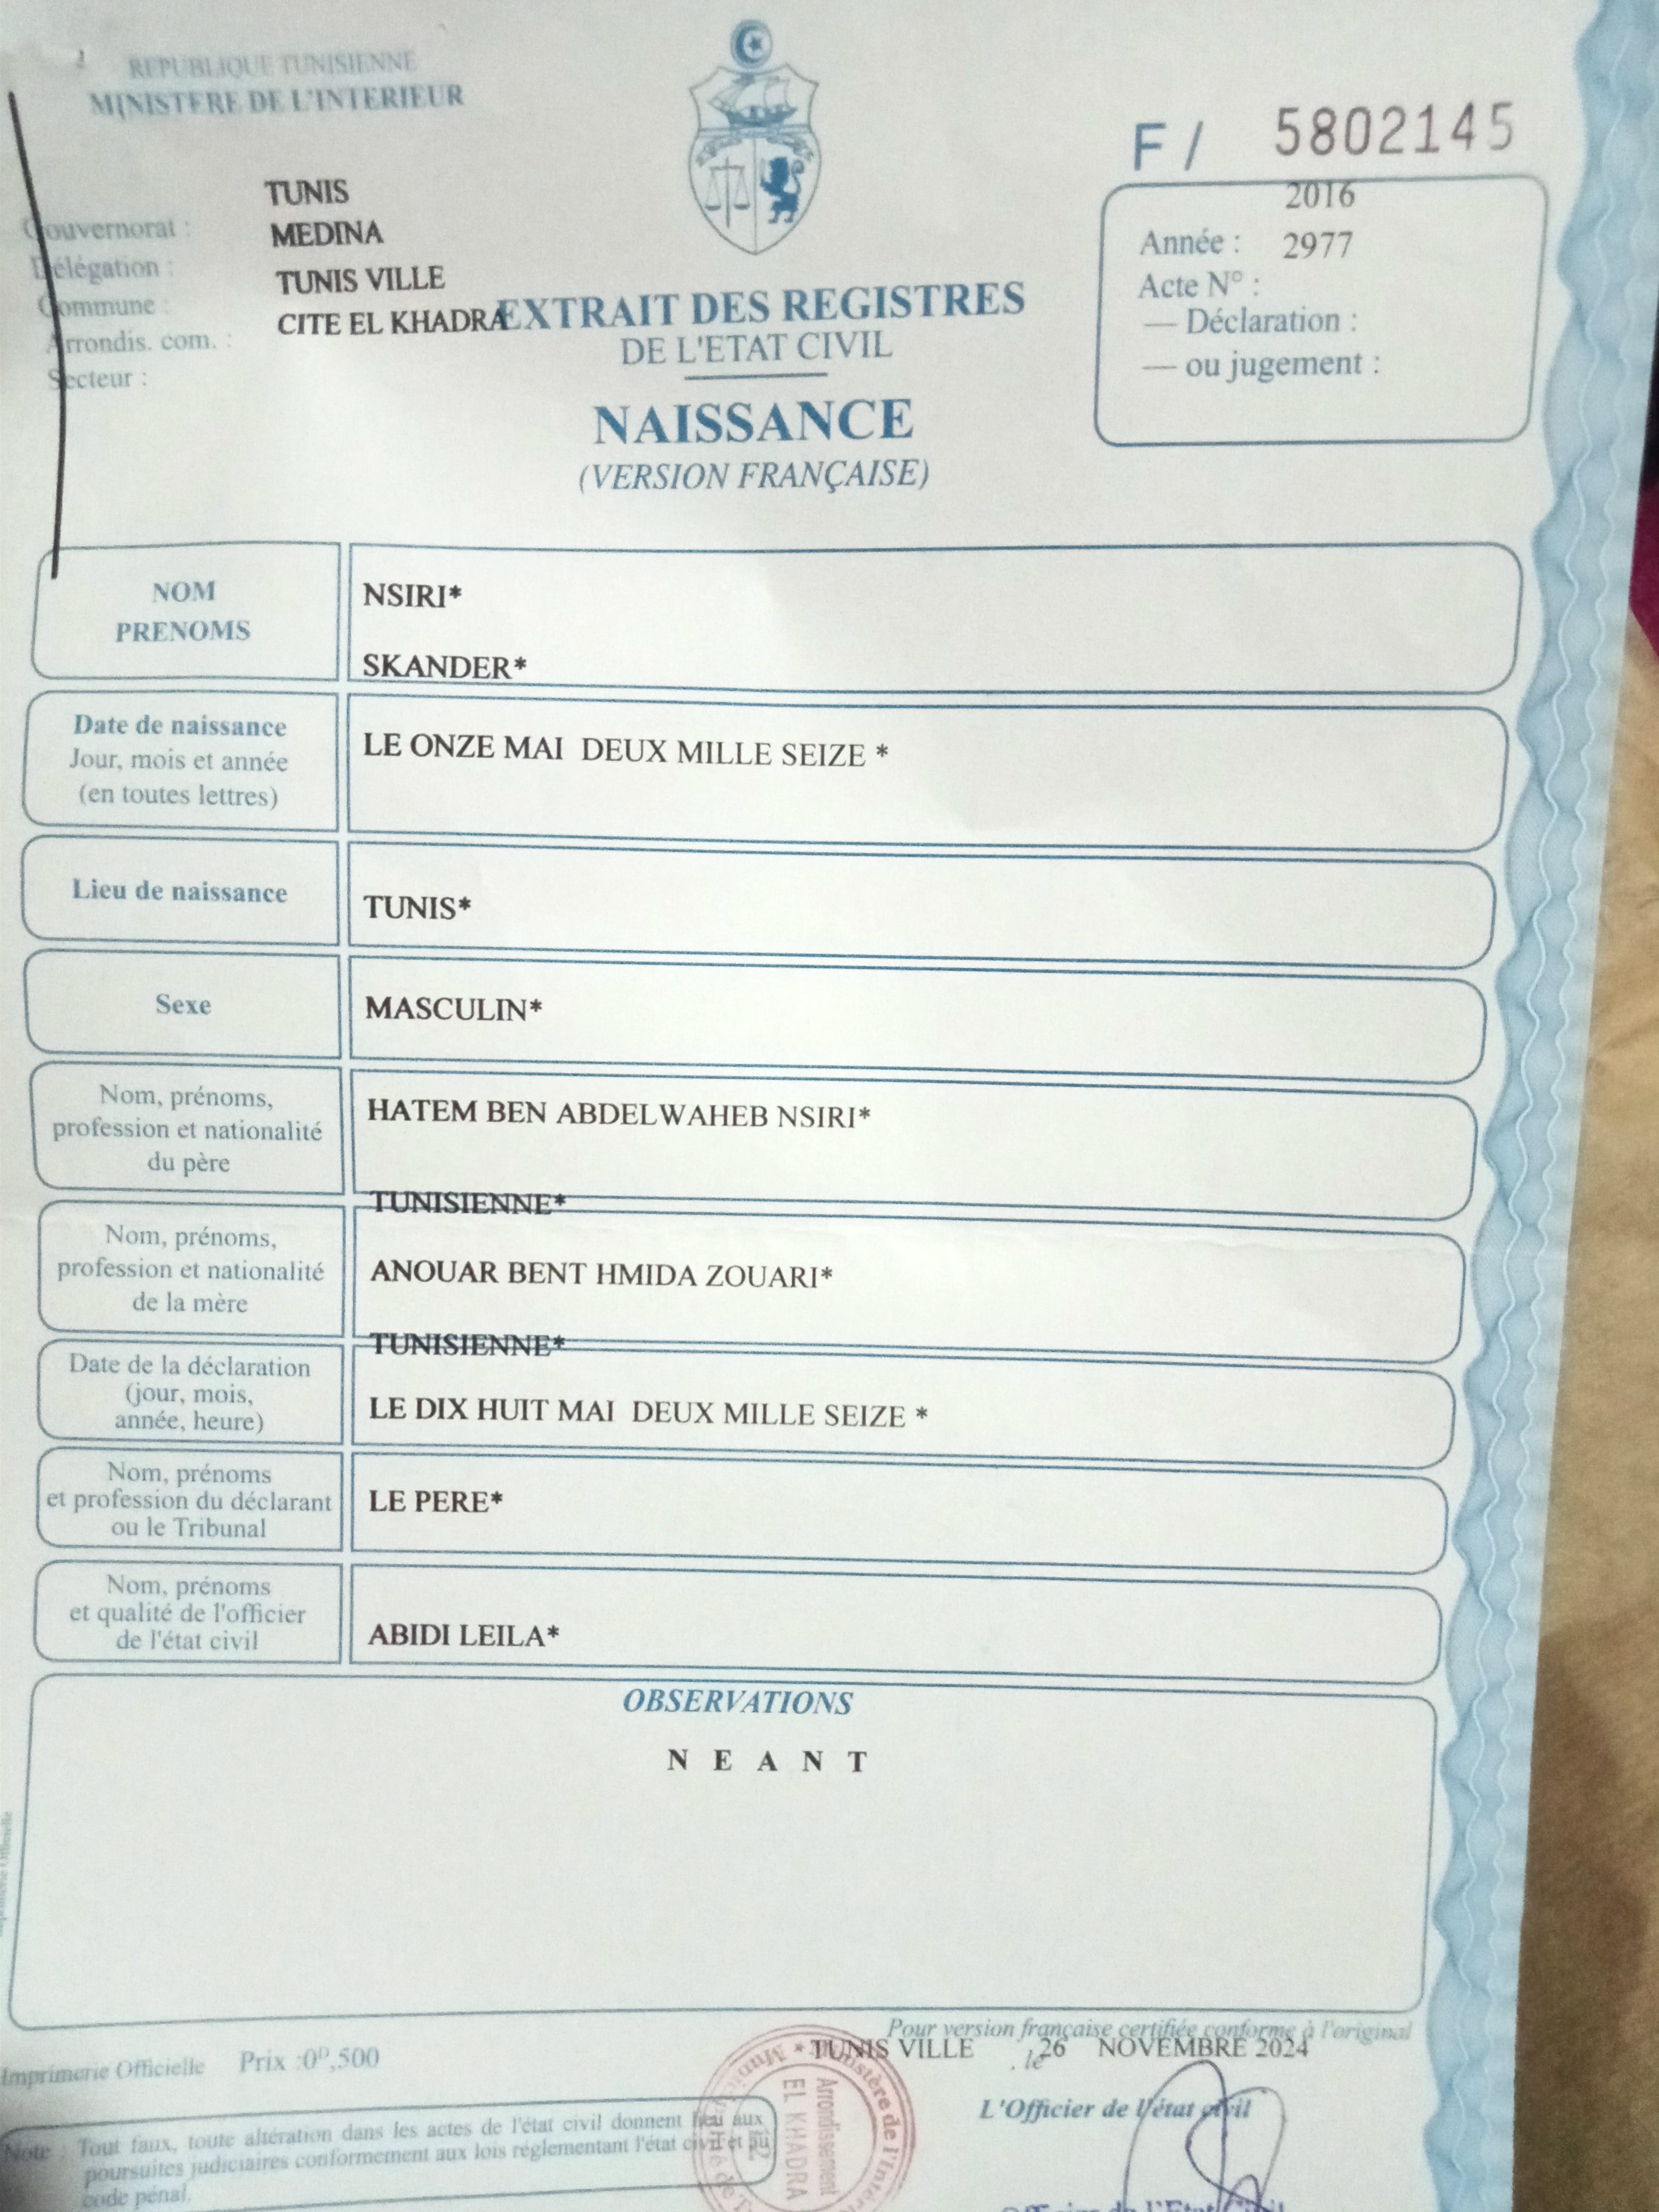 REPUBLIQUE TUNISIENNE
MINISTERE DE L'INTERIEUR
F / 5802145
TUNIS
Gouvernorat : MEDINA
Délégation : TUNIS VILLE
Commune : CITE EL KHADRA
Arrondis. com. :
Secteur :
2016
Année : 2977
Acte N° :
— Déclaration :
— ou jugement :
EXTRAIT DES REGISTRES
DE L'ETAT CIVIL
NAISSANCE
(VERSION FRANÇAISE)
NOM NSIRI*
PRENOMS SKANDER*
Date de naissance
Jour, mois et année
(en toutes lettres)
LE ONZE MAI DEUX MILLE SEIZE *
Lieu de naissance
TUNIS*
Sexe
MASCULIN*
Nom, prénoms,
profession et nationalité
du père
HATEM BEN ABDELWAHEB NSIRI*
TUNISIENNE*
Nom, prénoms,
profession et nationalité
de la mère
ANOUAR BENT HMIDA ZOUARI*
TUNISIENNE*
Date de la déclaration
(jour, mois,
année, heure)
LE DIX HUIT MAI DEUX MILLE SEIZE *
Nom, prénoms
et profession du déclarant
ou le Tribunal
LE PERE*
Nom, prénoms
et qualité de l'officier
de l'état civil
ABIDI LEILA*
OBSERVATIONS
N E A N T
Pour version française certifiée conforme à l'original
TUNIS VILLE , le 26 NOVEMBRE 2024
L'Officier de l'état civil
Imprimerie Officielle Prix :0ᴰ,500
Note : Tout faux, toute altération dans les actes de l'état civil donnent lieu aux
poursuites judiciaires conformement aux lois réglementant l'état civil et au
code pénal.
Ministère de l'Intérieur
Arrondissement
EL KHADRA